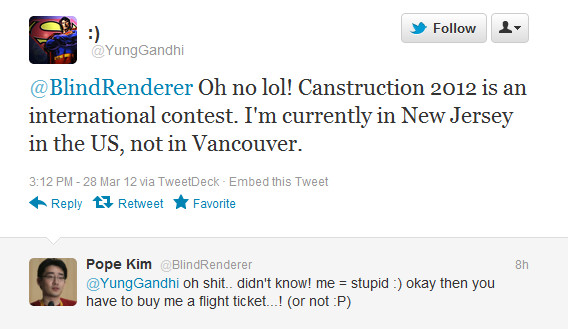 :)
Follow
@YungGandhi
@BlindRenderer Oh no lol! Canstruction 2012 is an
international contest. I'm currently in New Jersey
in the US, not in Vancouver.
3:12 PM - 28 Mar 12 via TweetDeck · Embed this Tweet
Reply Retweet Favorite
Pope Kim @BlindRenderer 8h
@YungGandhi oh shit.. didn't know! me = stupid :) okay then you
have to buy me a flight ticket...! (or not :P)